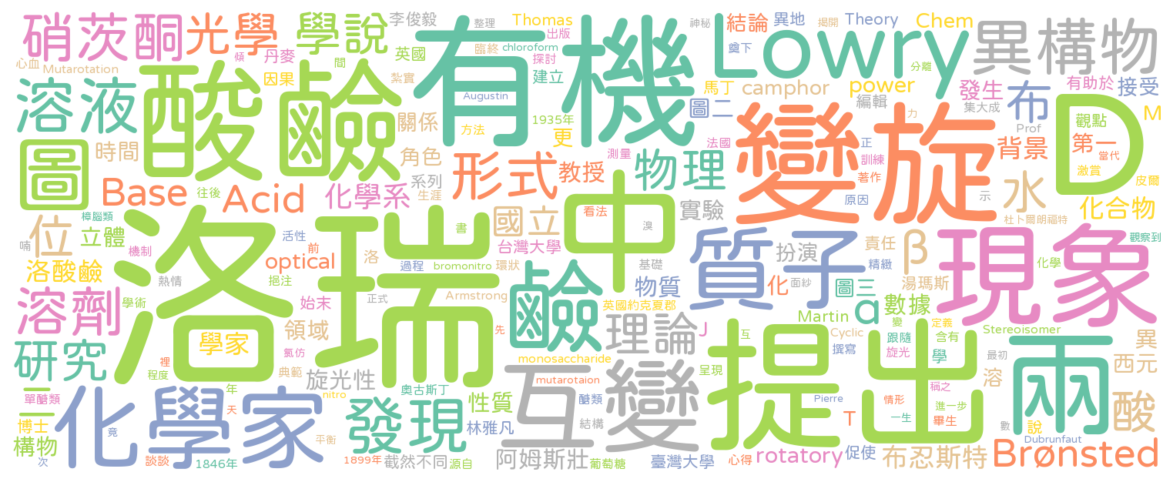 硝茨酮
光學
學說
李俊毅
整理
Thomas
出版
神秘
結論
異地
揭開
Theory
Chem
心血
Mutarotation
丹麥
傾
間
英國
臨終
chloroform
探討
有機
Lowry
奠下
分離
異構物
溶液
酸鹼
因果
紮實
建立
Augustin
馬丁
camphor
power
發生
有助於
接受
圖
時間
關係
方法
1935年
更
圖二
編輯
集大成
布
觀點
M
角色
形式
教授
物理
法國
測量
正
訓練
力
變旋
Prof
背景
第一
當代
D
激賞
皮爾
Base
Acid
往後
化學系
系列
生涯
中
看法
溴
實驗
著作
原因
示
水
化合物
杜卜爾朗福特
位
樟腦類
立體
機制
喃
活性
前
optical
洛瑞
洛
書
國立
台灣大學
基礎
質子
扮演
責任
精緻
β
現象
觀察到
化學
洛酸鹼
熱情
過程
bromonitro
環狀
鹼
物質
化
面紗
圖三
湯瑪斯
a
數據
溶劑
學術
挹注
始末
正式
Armstrong
英國約克夏郡
理論
J
Martin
Cyclic
變
定義
跟隨
含有
Stereoisomer
研究
學家
氯仿
領域
先
monosaccharide
互
撰寫
旋光
學
最初
異
西元
程度
裡
典範
旋光性
mutarotaion
互變
呈現
提出
稱之
溶
兩
二
單醣類
化學家
年
天
nitro
奧古斯丁
發現
性質
醣類
結構
Pierre
T
情形
一生
進一步
畢生
數
說
酸
構物
博士
次
竟
談談
1846年
平衡
1899年
截然不同
源自
林雅凡
阿姆斯壯
葡萄糖
臺灣大學
心得
rotatory
促使
布忍斯特
Dubrunfaut
Brønsted